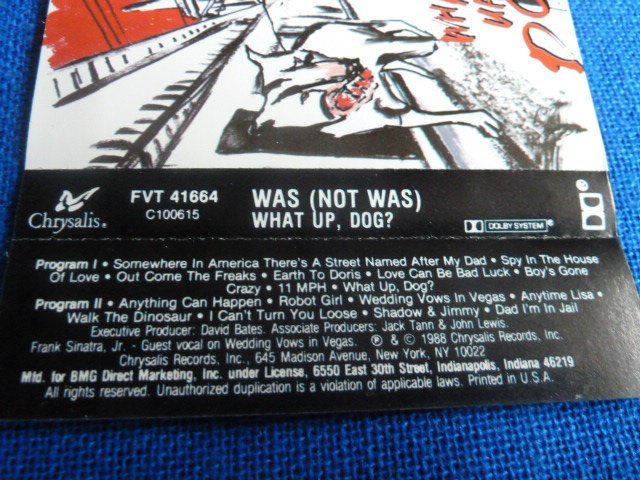 Chrysalis®
FVT 41664
C100615
WAS (NOT WAS)
WHAT UP, DOG?
DOLBY SYSTEM®
Program I • Somewhere In America There's A Street Named After My Dad • Spy In The House
Of Love • Out Come The Freaks • Earth To Doris • Love Can Be Bad Luck • Boy's Gone
Crazy • 11 MPH • What Up, Dog?
Program II • Anything Can Happen • Robot Girl • Wedding Vows In Vegas • Anytime Lisa •
Walk The Dinosaur • I Can't Turn You Loose • Shadow & Jimmy • Dad I'm In Jail
Executive Producer: David Bates. Associate Producers: Jack Tann & John Lewis.
Frank Sinatra, Jr. - Guest vocal on Wedding Vows In Vegas. ℗ & © 1988 Chrysalis Records, Inc.
Chrysalis Records, Inc., 645 Madison Avenue, New York, NY 10022
Mfd. for BMG Direct Marketing, Inc. under License, 6550 East 30th Street, Indianapolis, Indiana 46219
All rights reserved. Unauthorized duplication is a violation of applicable laws. Printed in U.S.A.